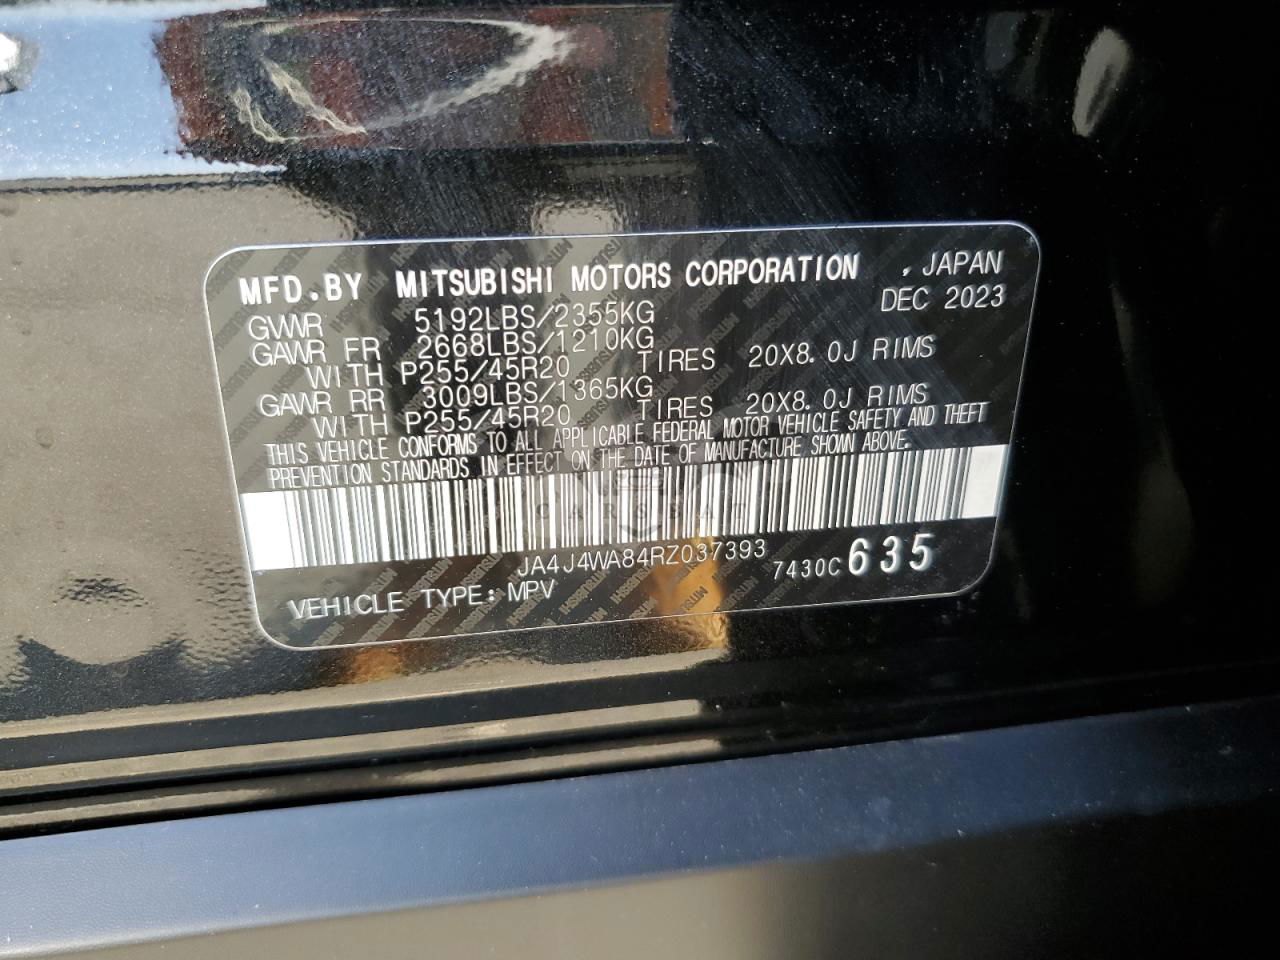 MFD.BY MITSUBISHI MOTORS CORPORATION , JAPAN
DEC 2023
GVWR 5192LBS/2355KG
GAWR FR 2668LBS/1210KG
WITH P255/45R20 TIRES 20X8.0J RIMS
GAWR RR 3009LBS/1365KG
WITH P255/45R20 TIRES 20X8.0J RIMS
THIS VEHICLE CONFORMS TO ALL APPLICABLE FEDERAL MOTOR VEHICLE SAFETY AND THEFT
PREVENTION STANDARDS IN EFFECT ON THE DATE OF MANUFACTURE SHOWN ABOVE.
JA4J4WA84RZ037393
7430C635
VEHICLE TYPE: MPV